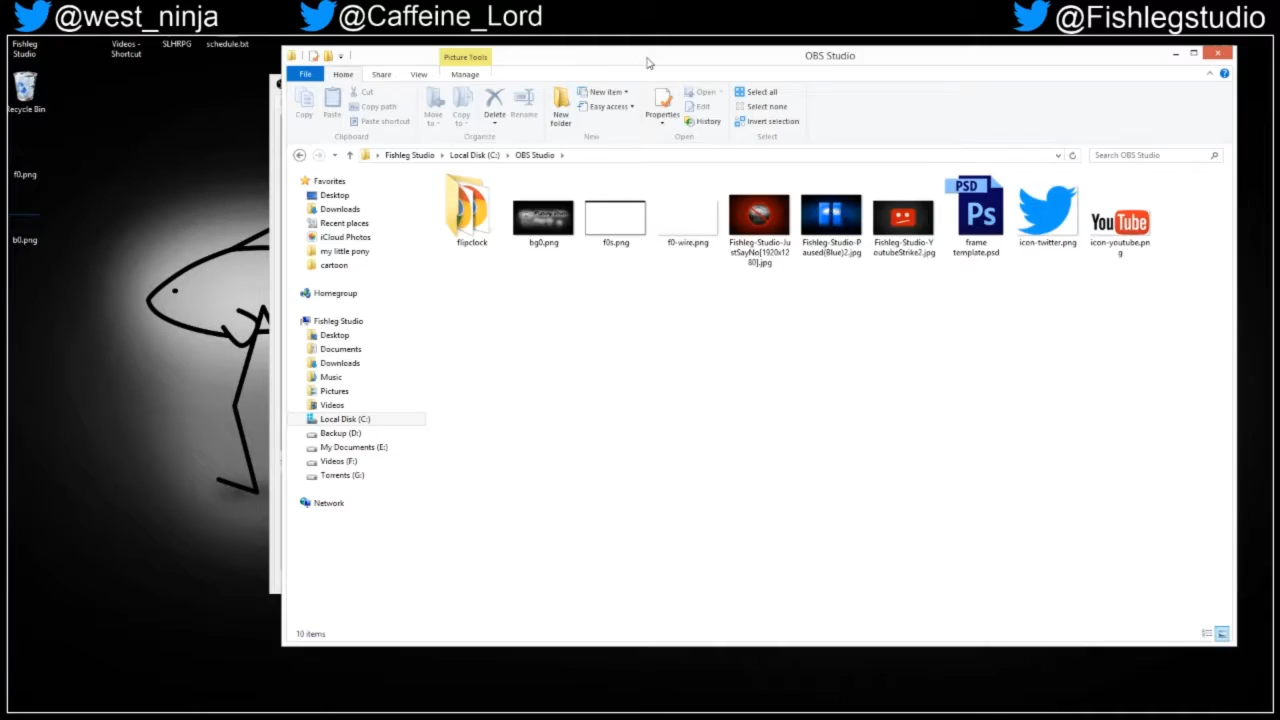 @west_ninja @Caffeine_Lord @Fishlegstudio
Fishleg
Studio
Videos -
Shortcut
SLHRPG
schedule.txt
Recycle Bin
f0.png
b0.png
Picture Tools
OBS Studio
File Home Share View Manage
Copy
Paste
Cut
Copy path
Paste shortcut
Clipboard
Move
to-
Copy
to-
Delete
Rename
Organize
New
folder
New item
Easy access
New
Properties
Open
Edit
History
Open
Select all
Select none
Invert selection
Select
Fishleg Studio Local Disk (C:) OBS Studio
Search OBS Studio
Favorites
Desktop
Downloads
Recent places
iCloud Photos
my little pony
cartoon
Homegroup
Fishleg Studio
Desktop
Documents
Downloads
Music
Pictures
Videos
Local Disk (C:)
Backup (D:)
My Documents (E:)
Videos (F:)
Torrents (G:)
Network
flipclock
bg0.png
f0s.png
f0-wire.png
Fishleg-Studio-Ju
stSayNo[1920x12
80].jpg
Fishleg-Studio-P
aused(Blue)2.jpg
Fishleg-Studio-Y
outubeStrike2.jpg
PSD
Ps
frame
template.psd
icon-twitter.png
YouTube
icon-youtube.pn
g
10 items